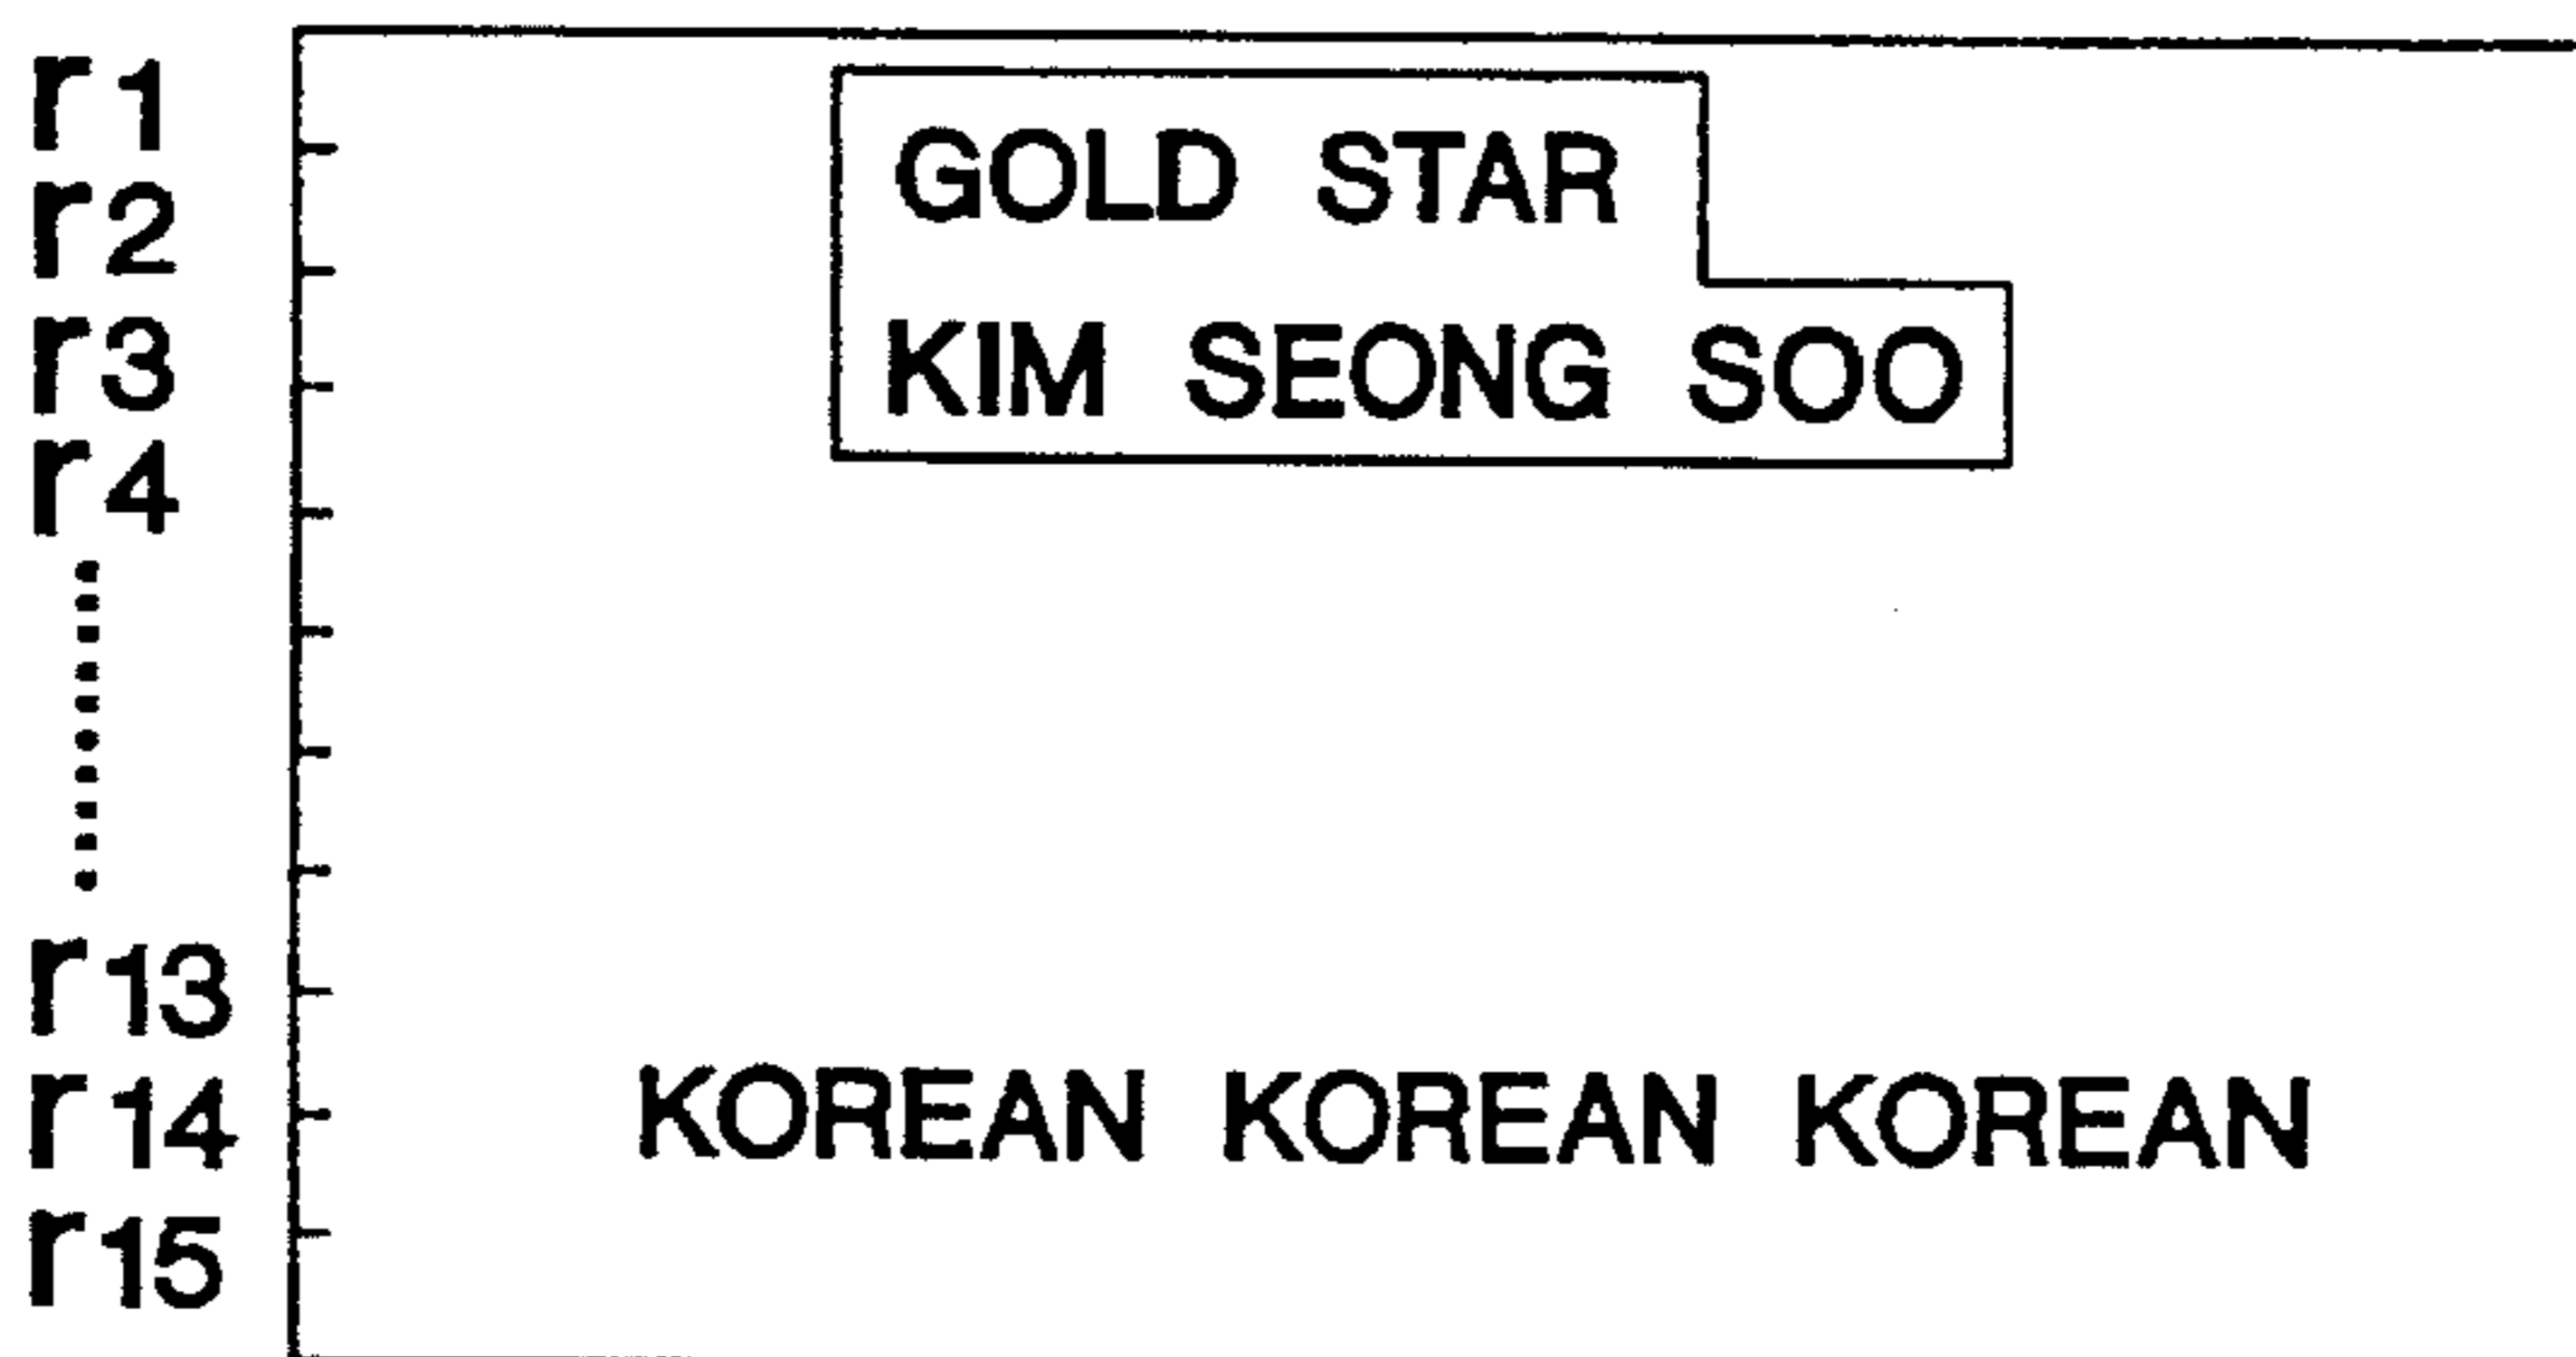 r1
GOLD STAR
r2
r3
KIM SEONG SOO
r4
r13
r14
KOREAN KOREAN KOREAN
r15